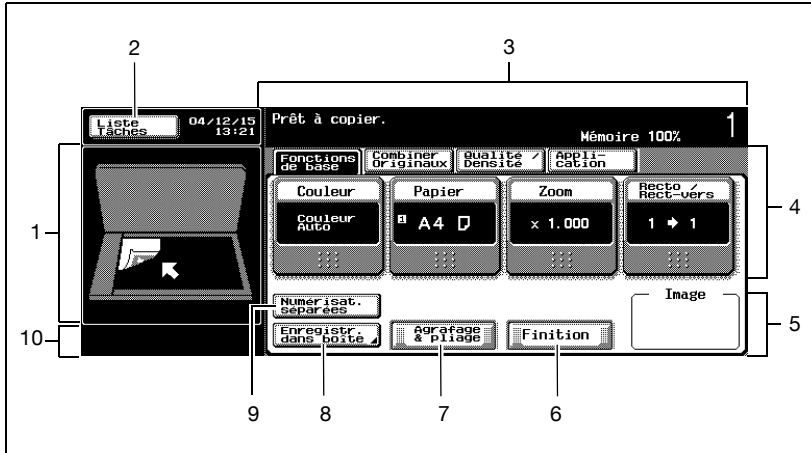 2
3
Liste
Tâches
04/12/15
13:21
Prêt à copier.
Mémoire 100%
1
Fonctions
de base
Combiner
Originaux
Qualité /
Densité
Appli-
cation
Couleur
Papier
Zoom
Recto /
Rect-vers
Couleur
Auto
1 A4
x 1.000
1 → 1
1
4
Numérisat.
séparées
Image
Enregistr.
dans boîte
Agrafage
& pliage
Finition
5
10
9
8
7
6